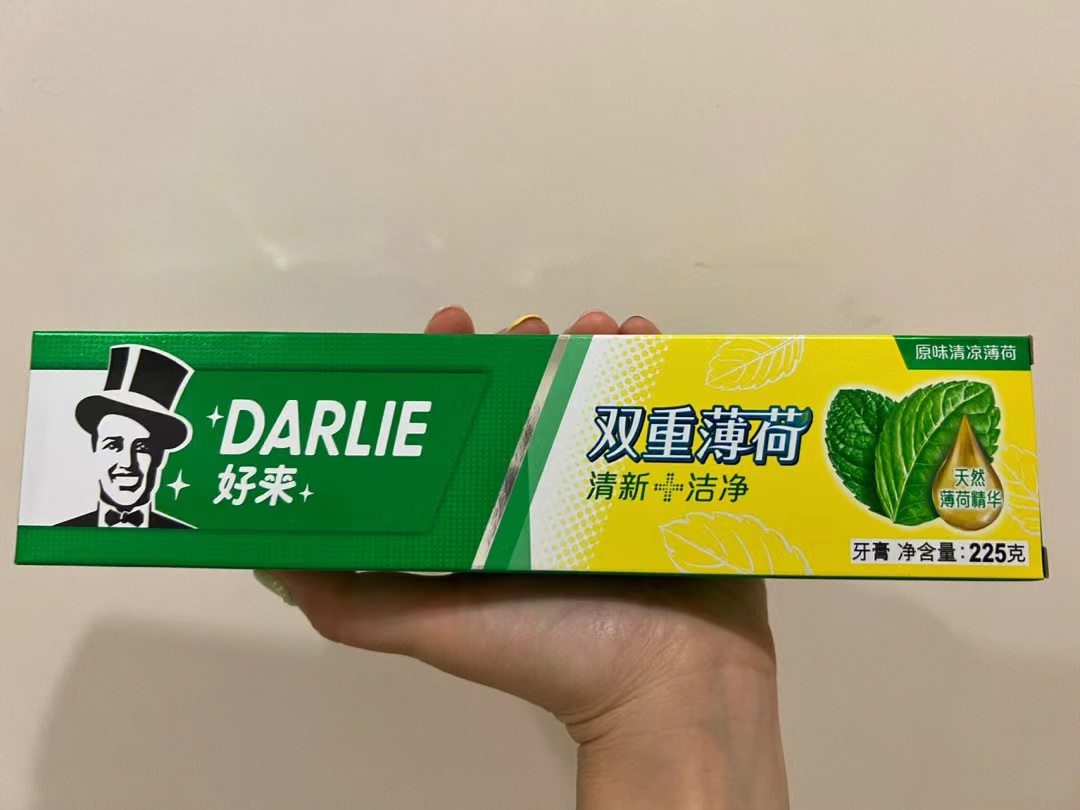 DARLIE
好来
双重薄荷
清新+洁净
原味清凉薄荷
天然
薄荷精华
牙膏 净含量：225克